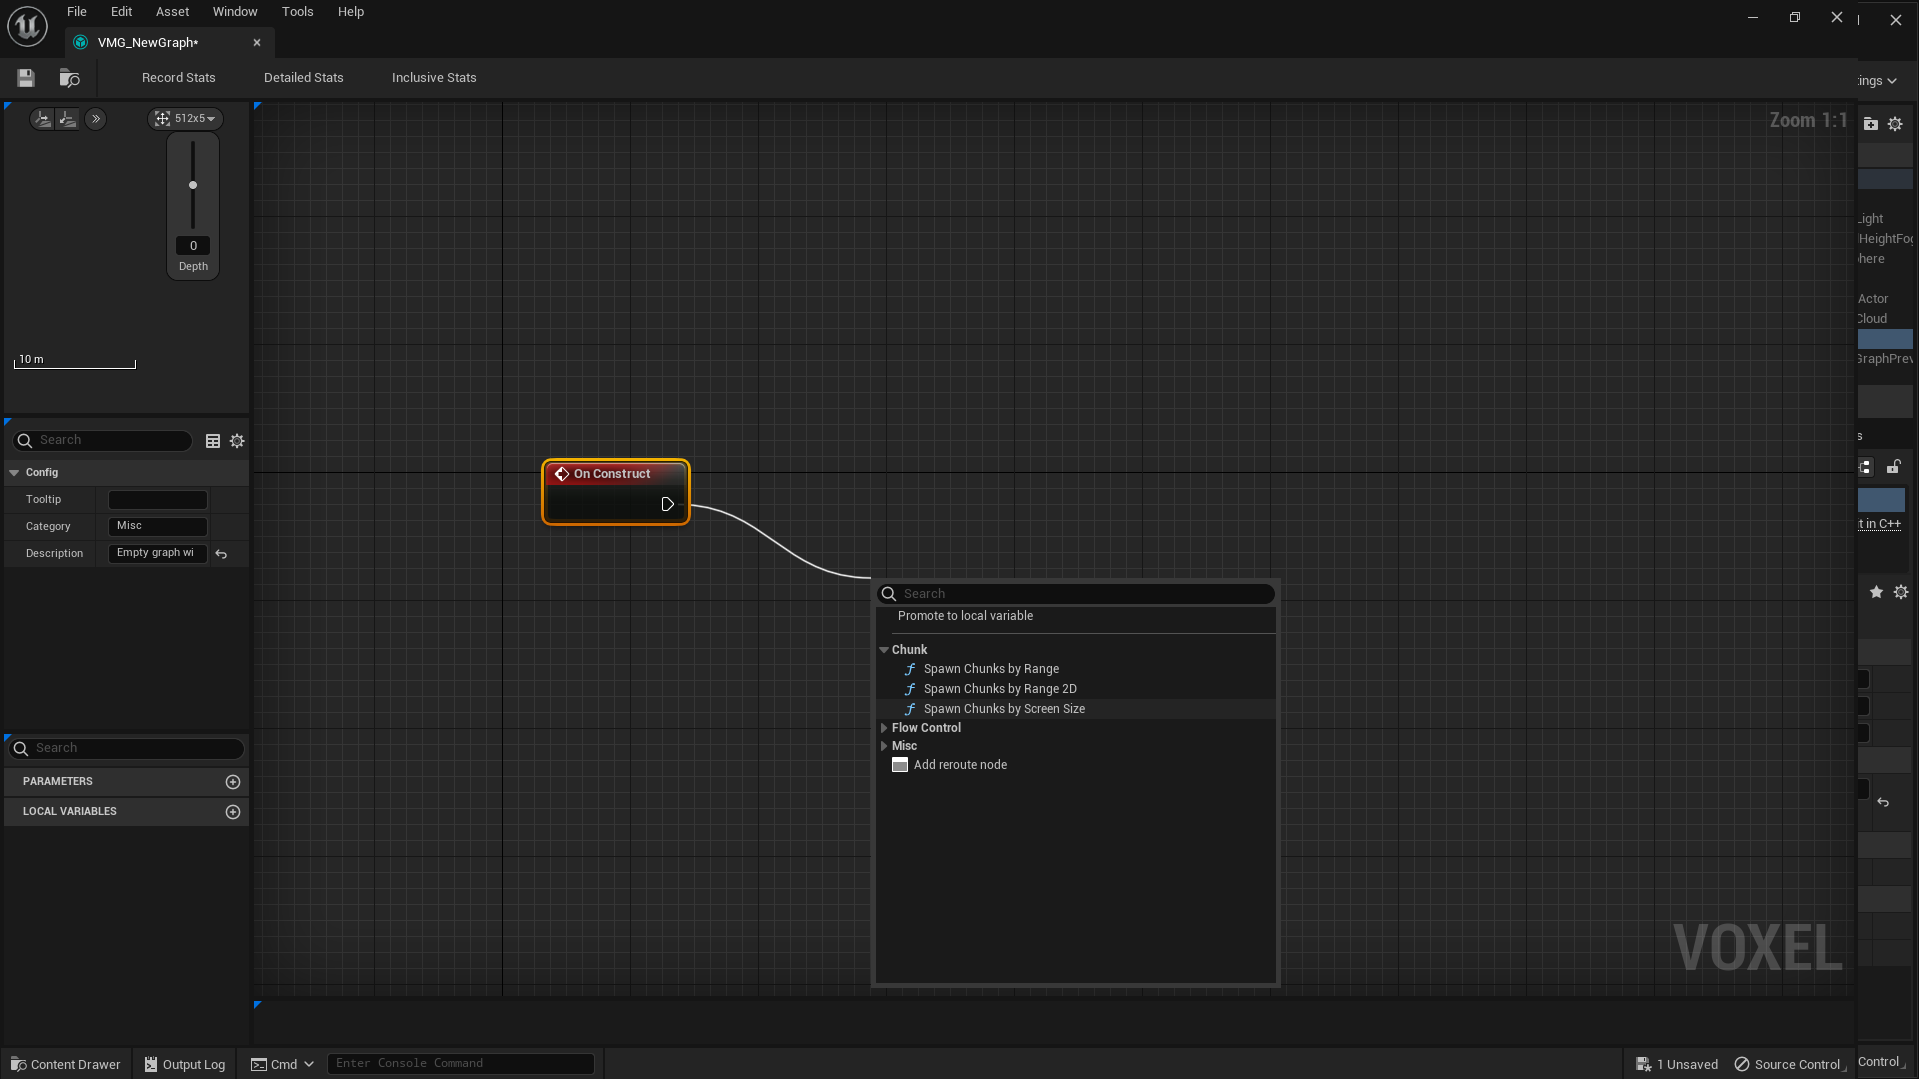 File Edit Asset Window Tools Help
VMG_NewGraph*
Record Stats Detailed Stats Inclusive Stats
ings
512x5
Zoom 1:1
0
Depth
Light
HeightFog
here
Actor
Cloud
GraphPrev
10 m
Search
s
Config
On Construct
Tooltip
Category Misc
t in C++
Description Empty graph wi
Search
Promote to local variable
Chunk
Spawn Chunks by Range
Spawn Chunks by Range 2D
Spawn Chunks by Screen Size
Flow Control
Misc
Add reroute node
Search
PARAMETERS
LOCAL VARIABLES
VOXEL
Content Drawer Output Log Cmd Enter Console Command 1 Unsaved Source Control Control